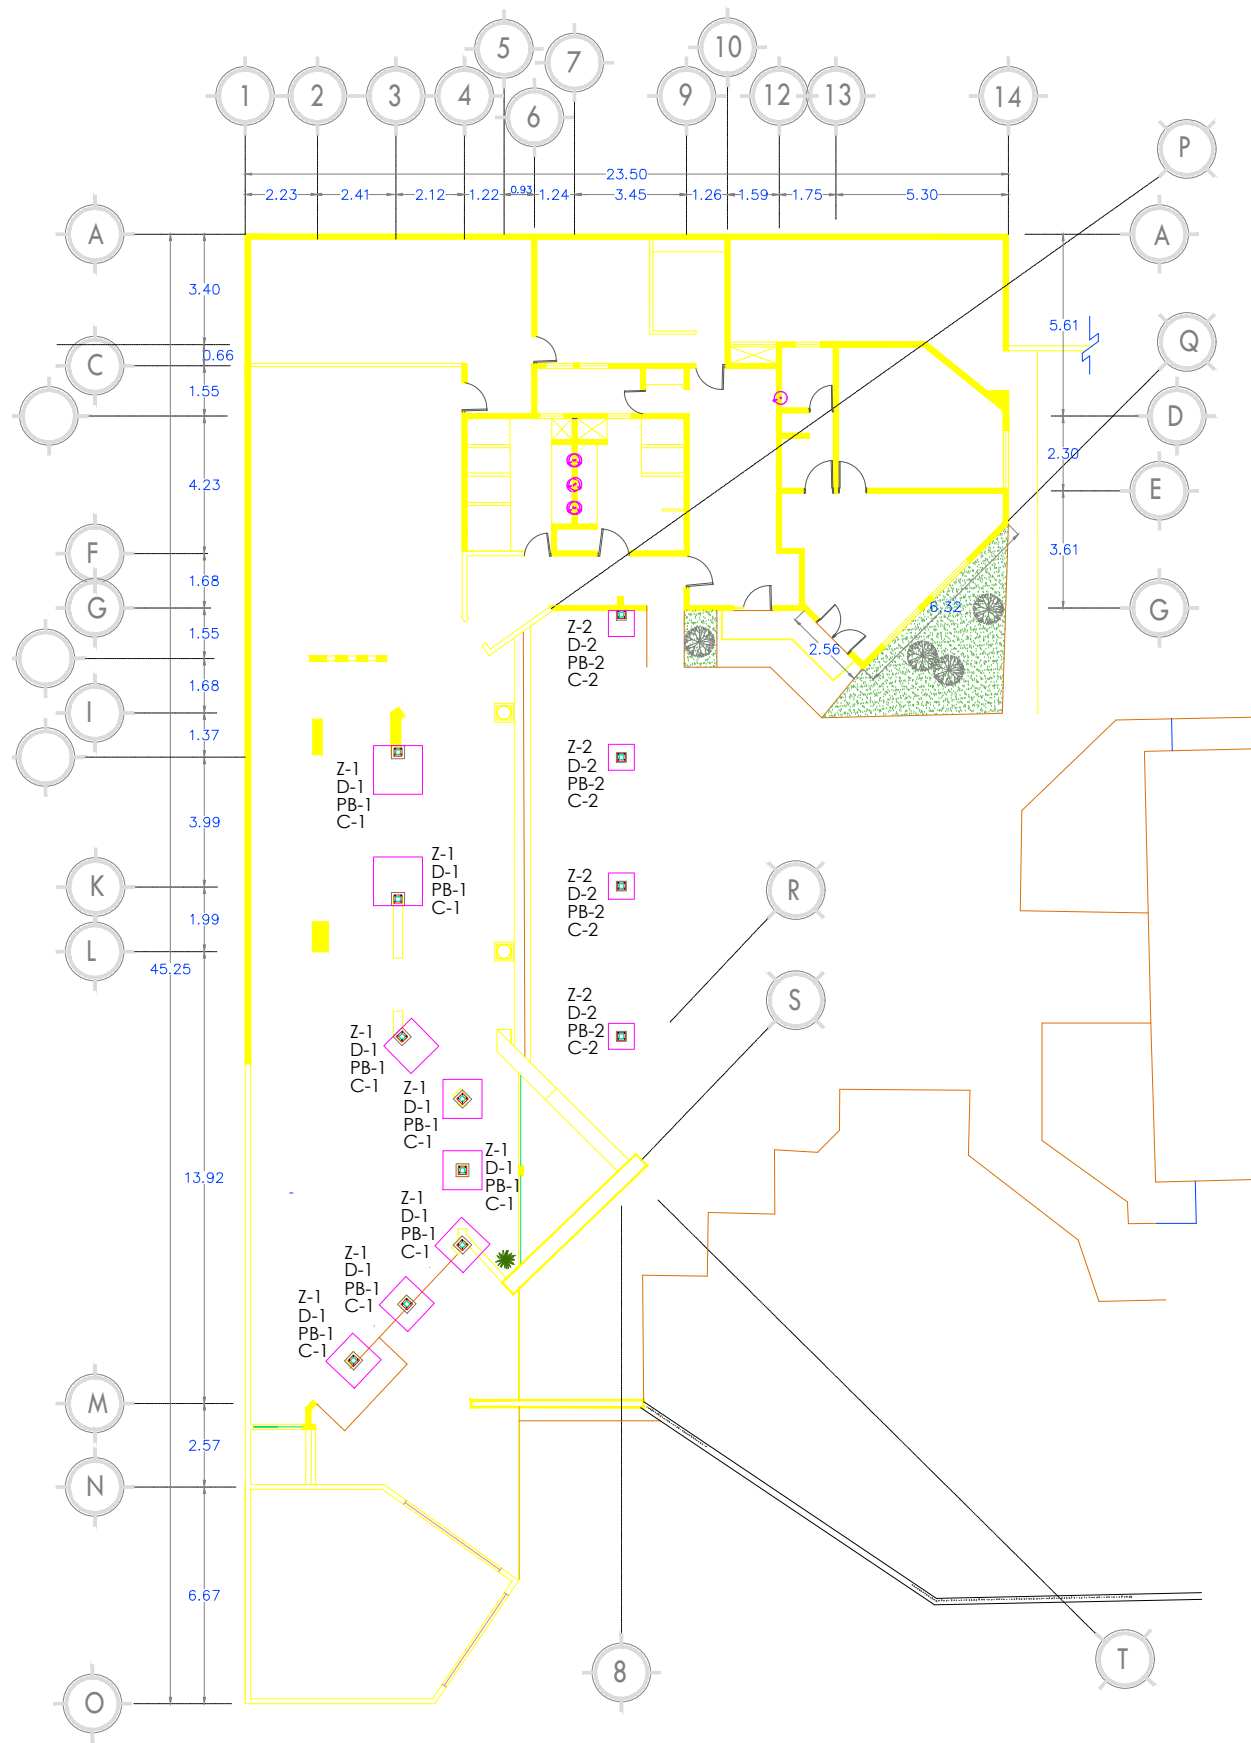 5
10
7
1
2
3
4
6
9
12
13
14
P
23.50
2.23
2.41
2.12
1.22
0.93
1.24
3.45
1.26
1.59
1.75
5.30
A
A
3.40
5.61
Q
C
0.66
1.55
D
2.30
4.23
E
F
3.61
1.68
G
6.32
G
1.55
Z-2
D-2
PB-2
C-2
2.56
1.68
I
1.37
Z-1
D-1
PB-1
C-1
Z-2
D-2
PB-2
C-2
3.99
K
Z-1
D-1
PB-1
C-1
Z-2
D-2
PB-2
C-2
R
1.99
L
45.25
Z-2
D-2
PB-2
C-2
S
Z-1
D-1
PB-1
C-1
Z-1
D-1
PB-1
C-1
Z-1
D-1
PB-1
C-1
13.92
Z-1
D-1
PB-1
C-1
Z-1
D-1
PB-1
C-1
Z-1
D-1
PB-1
C-1
M
2.57
N
6.67
8
T
O